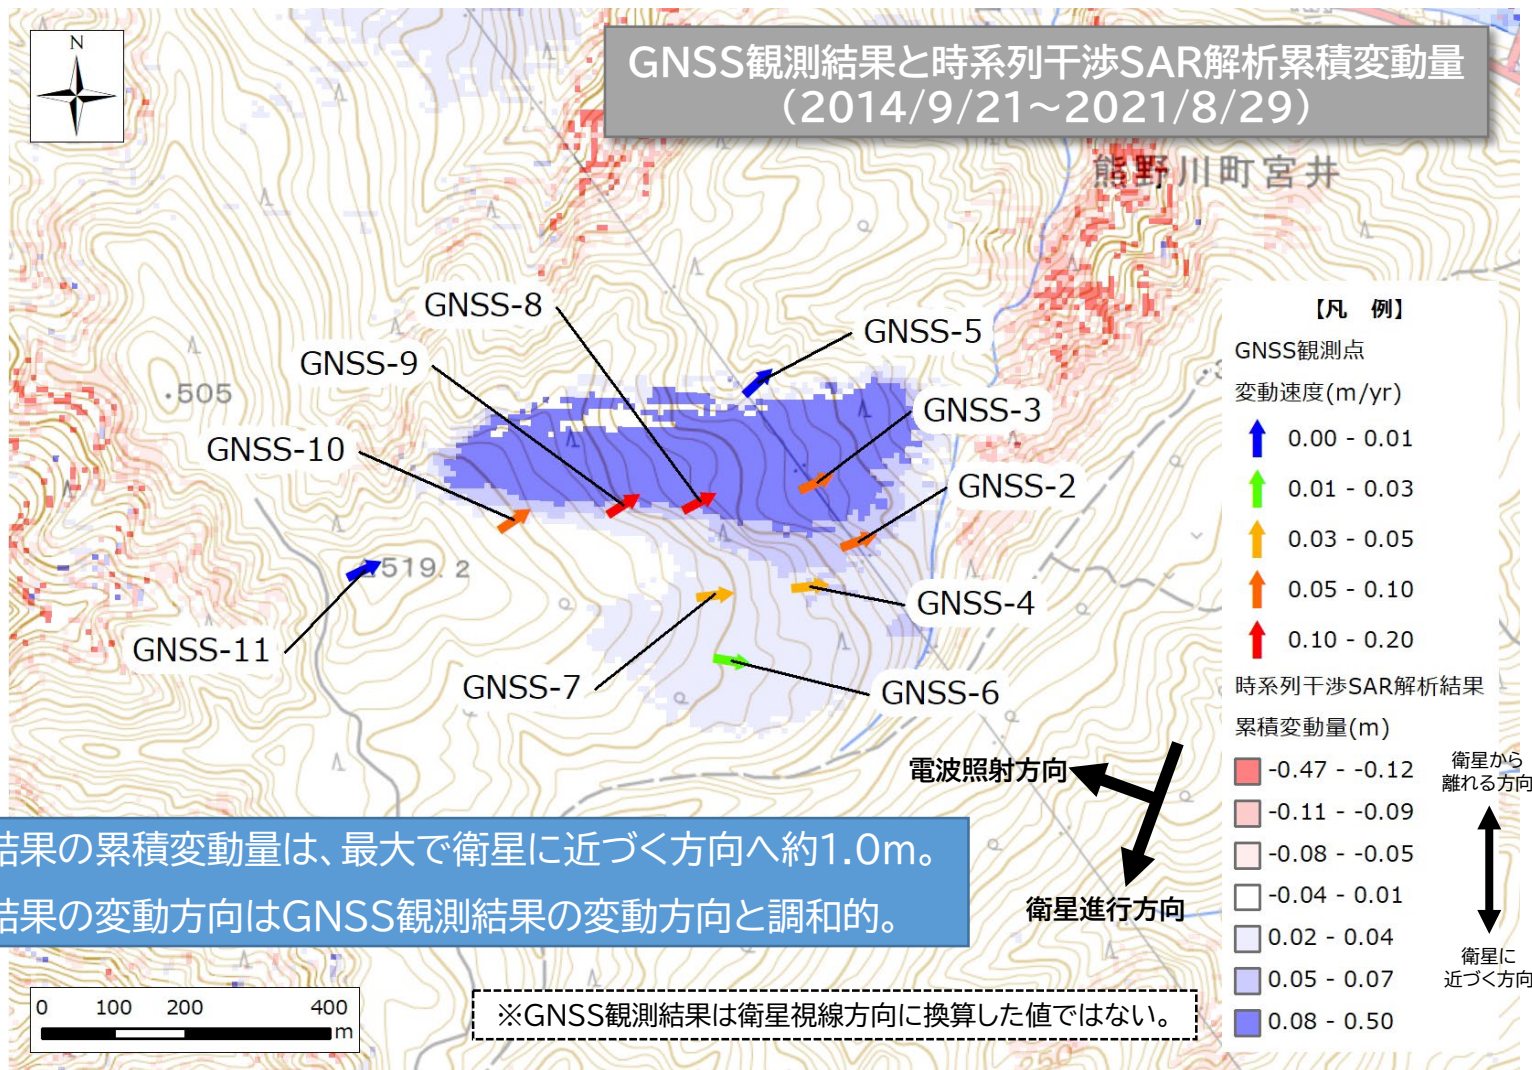 N
GNSS観測結果と時系列干渉SAR解析累積変動量
(2014/9/21～2021/8/29)
熊野川町宮井
GNSS-8
GNSS-5
GNSS-9
・505
GNSS-3
GNSS-10
GNSS-2
519.2
GNSS-4
GNSS-11
GNSS-7
GNSS-6
【凡 例】
GNSS観測点
変動速度(m/yr)
0.00 - 0.01
0.01 - 0.03
0.03 - 0.05
0.05 - 0.10
0.10 - 0.20
時系列干渉SAR解析結果
累積変動量(m)
-0.47 - -0.12
-0.11 - -0.09
-0.08 - -0.05
-0.04 - 0.01
0.02 - 0.04
0.05 - 0.07
0.08 - 0.50
衛星から
離れる方向
衛星に
近づく方向
電波照射方向
衛星進行方向
結果の累積変動量は、最大で衛星に近づく方向へ約1.0m。
結果の変動方向はGNSS観測結果の変動方向と調和的。
0 100 200 400
m
※GNSS観測結果は衛星視線方向に換算した値ではない。
250